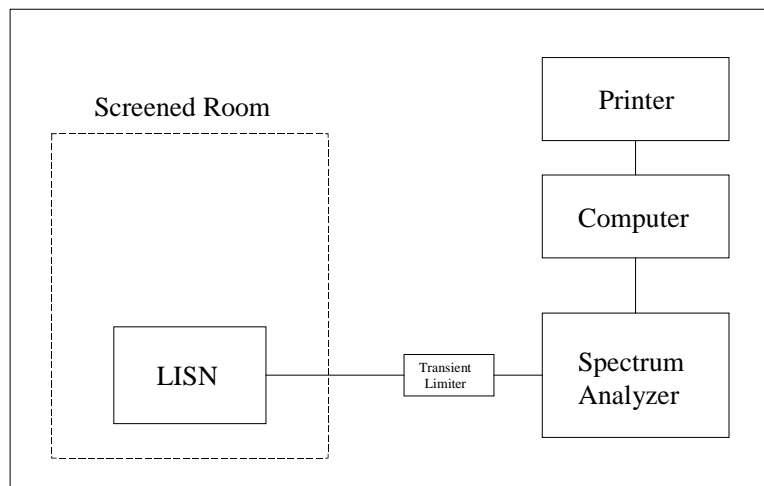 Screened Room
Printer
Computer
LISN
Transient
Limiter
Spectrum
Analyzer